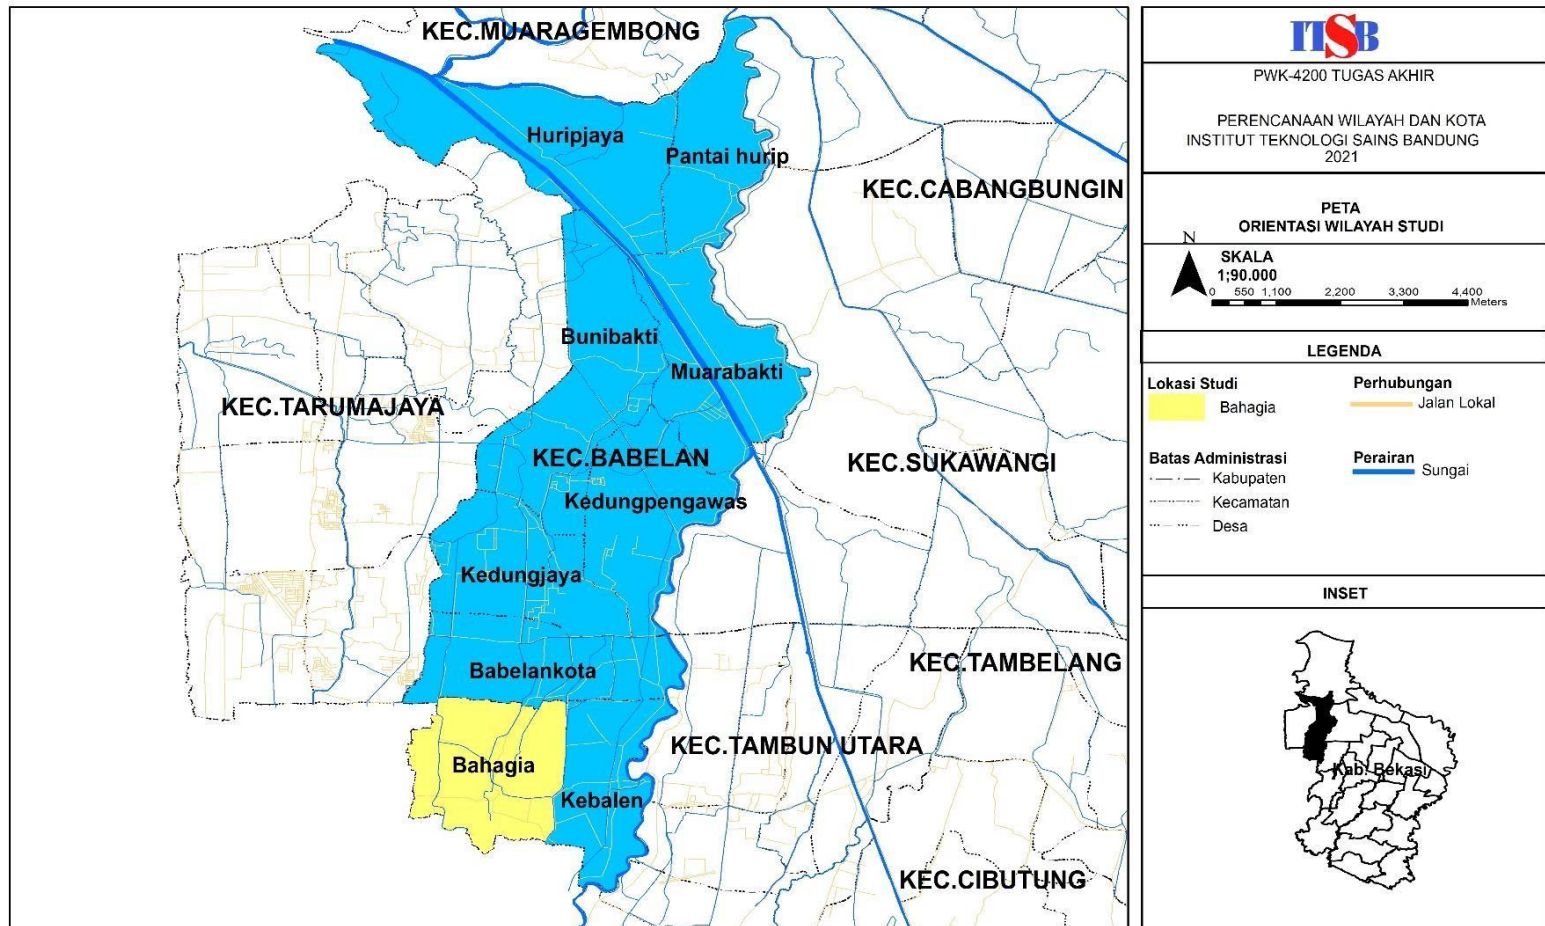 KEC.MUARAGEMBONG
Huripjaya
Pantai hurip
KEC.CABANGBUNGIN
Bunibakti
Muarabakti
KEC.TARUMAJAYA
KEC.BABELAN
KEC.SUKAWANGI
Kedungpengawas
Kedungjaya
Babelankota
KEC.TAMBELANG
KEC.TAMBUN UTARA
Bahagia
Kebalen
KEC.CIBUTUNG
ITSB
PWK-4200 TUGAS AKHIR
PERENCANAAN WILAYAH DAN KOTA
INSTITUT TEKNOLOGI SAINS BANDUNG
2021
PETA
ORIENTASI WILAYAH STUDI
N
SKALA
1;90.000
0 550 1,100 2,200 3,300 4,400
Meters
LEGENDA
Lokasi Studi
Bahagia
Perhubungan
Jalan Lokal
Batas Administrasi
Kabupaten
Kecamatan
Desa
Perairan
Sungai
INSET
Kab. Bekasi